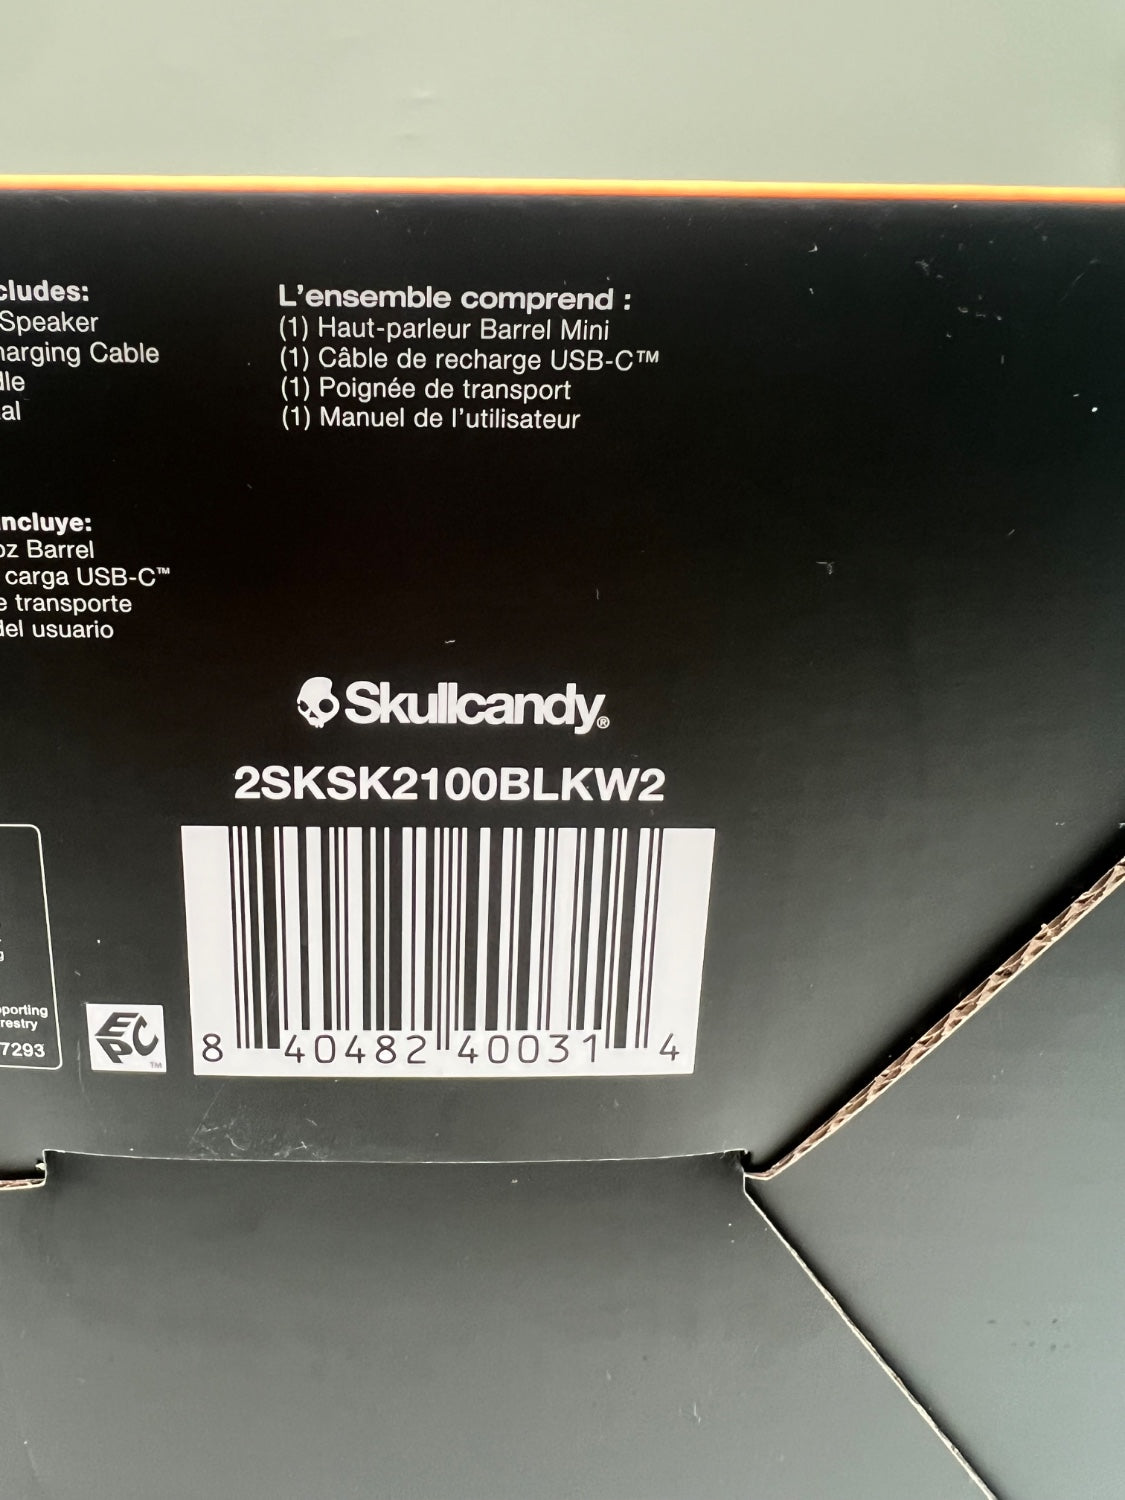 cludes:
Speaker
harging Cable
dle
al
L'ensemble comprend :
(1) Haut-parleur Barrel Mini
(1) Câble de recharge USB-C™
(1) Poignée de transport
(1) Manuel de l'utilisateur
ncluye:
oz Barrel
carga USB-C™
e transporte
del usuario
Skullcandy®
2SKSK2100BLKW2
8 40482 40031 4
pporting
restry
7293
EPC™